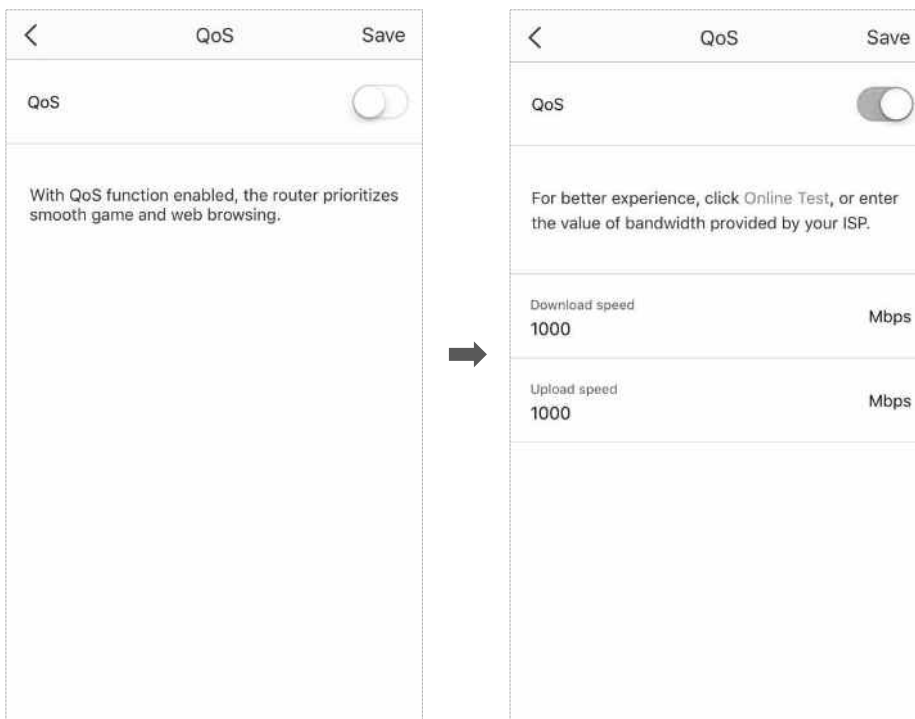 QoS Save
QoS
With QoS function enabled, the router prioritizes
smooth game and web browsing.
QoS Save
QoS
For better experience, click Online Test, or enter
the value of bandwidth provided by your ISP.
Download speed
1000 Mbps
Upload speed
1000 Mbps